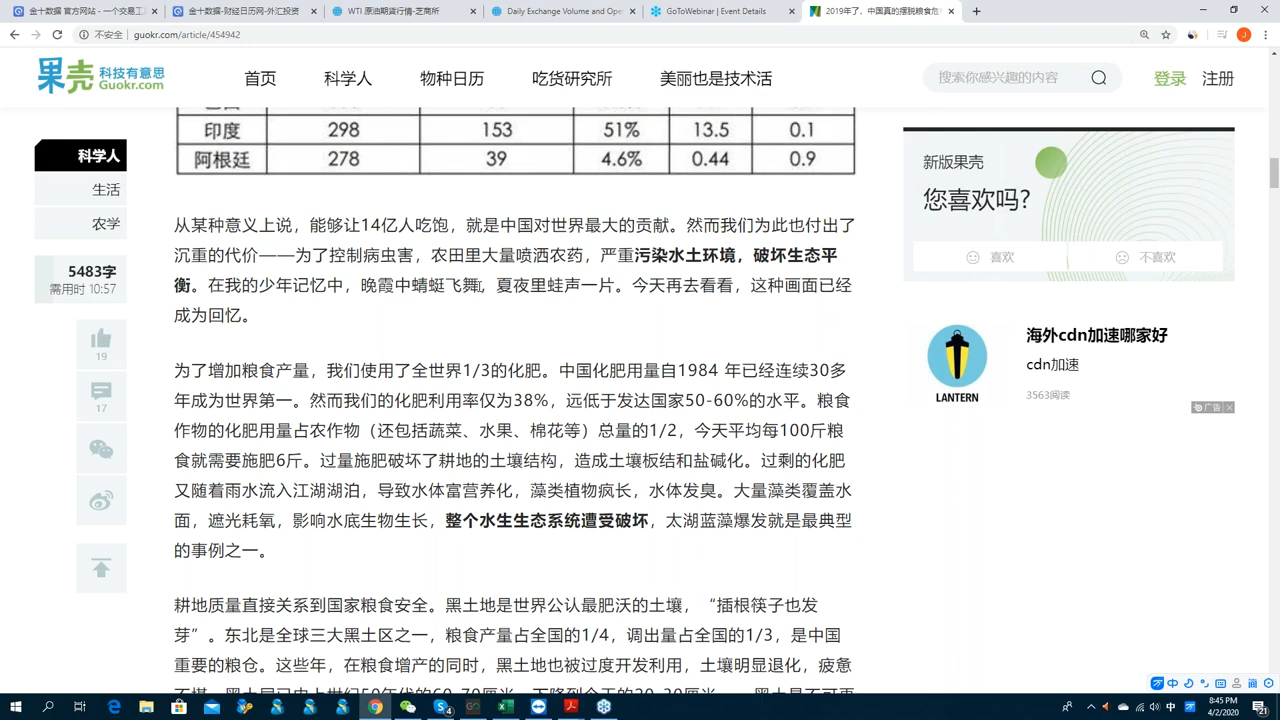 金十数据 官方网站 - 一个交易工
金十数据-财经日历网-外汇投资
WTI 原油期货行情-芝商所
Daily Exchange Volume and Ope
GoToWebinar | Event Details
2019年了，中国真的摆脱粮食危
不安全 | guokr.com/article/454942
果壳 科技有意思 Guokr.com
首页 科学人 物种日历 吃货研究所 美丽也是技术活
搜索你感兴趣的内容
登录 注册
印度 298 153 51% 13.5 0.1
阿根廷 278 39 4.6% 0.44 0.9
科学人
生活
农学
5483字
需用时 10:57
19
17
从某种意义上说，能够让14亿人吃饱，就是中国对世界最大的贡献。然而我们为此也付出了
沉重的代价——为了控制病虫害，农田里大量喷洒农药，严重污染水土环境，破坏生态平
衡。在我的少年记忆中，晚霞中蜻蜓飞舞，夏夜里蛙声一片。今天再去看看，这种画面已经
成为回忆。
为了增加粮食产量，我们使用了全世界1/3的化肥。中国化肥用量自1984 年已经连续30多
年成为世界第一。然而我们的化肥利用率仅为38%，远低于发达国家50-60%的水平。粮食
作物的化肥用量占农作物（还包括蔬菜、水果、棉花等）总量的1/2，今天平均每100斤粮
食就需要施肥6斤。过量施肥破坏了耕地的土壤结构，造成土壤板结和盐碱化。过剩的化肥
又随着雨水流入江湖湖泊，导致水体富营养化，藻类植物疯长，水体发臭。大量藻类覆盖水
面，遮光耗氧，影响水底生物生长，整个水生生态系统遭受破坏，太湖蓝藻爆发就是最典型
的事例之一。
耕地质量直接关系到国家粮食安全。黑土地是世界公认最肥沃的土壤，“插根筷子也发
芽”。东北是全球三大黑土区之一，粮食产量占全国的1/4，调出量占全国的1/3，是中国
重要的粮仓。这些年，在粮食增产的同时，黑土地也被过度开发利用，土壤明显退化，疲惫
新版果壳
您喜欢吗?
喜欢 不喜欢
LANTERN
海外cdn加速哪家好
cdn加速
3563阅读
广告
中
简
8:45 PM
4/2/2020
21